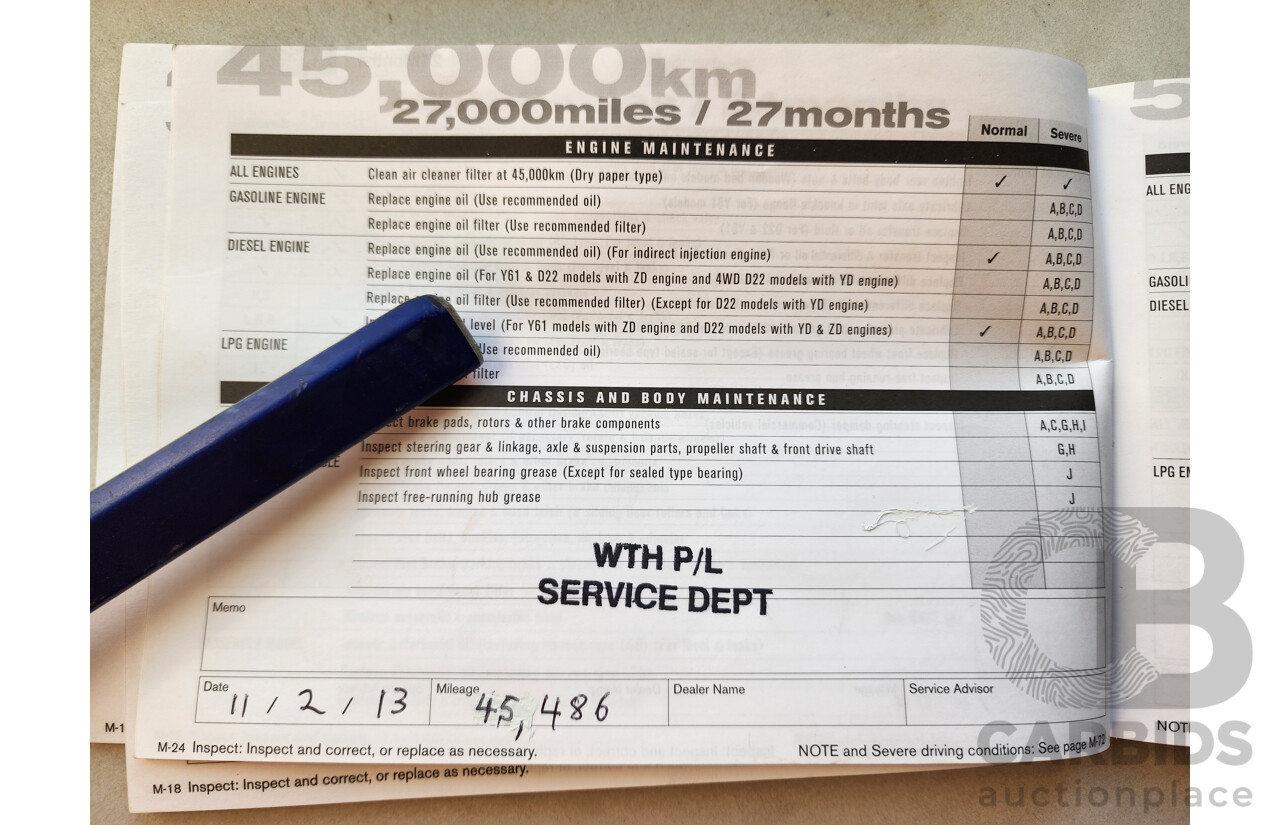 45,000km
27,000miles / 27months
Normal Severe
ENGINE MAINTENANCE
ALL ENGINES Clean air cleaner filter at 45,000km (Dry paper type) ✓ ✓
GASOLINE ENGINE Replace engine oil (Use recommended oil) A,B,C,D
Replace engine oil filter (Use recommended filter) A,B,C,D
DIESEL ENGINE Replace engine oil (Use recommended oil) (For indirect injection engine) ✓ A,B,C,D
Replace engine oil (For Y61 & D22 models with ZD engine and 4WD D22 models with YD engine) A,B,C,D
Replace engine oil filter (Use recommended filter) (Except for D22 models with YD engine) A,B,C,D
level (For Y61 models with ZD engine and D22 models with YD & ZD engines) ✓ A,B,C,D
LPG ENGINE Use recommended oil) A,B,C,D
filter A,B,C,D
CHASSIS AND BODY MAINTENANCE
brake pads, rotors & other brake components A,C,G,H,I
Inspect steering gear & linkage, axle & suspension parts, propeller shaft & front drive shaft G,H
Inspect front wheel bearing grease (Except for sealed type bearing) J
Inspect free-running hub grease J
WTH P/L
SERVICE DEPT
Memo
Date 11 / 2 / 13 Mileage 45,486 Dealer Name Service Advisor
M-24 Inspect: Inspect and correct, or replace as necessary. NOTE and Severe driving conditions: See page M-72
M-18 Inspect: Inspect and correct, or replace as necessary.
M-1
5
ALL ENG
GASOLI
DIESEL
LPG EN
NOT
CARBIDS
auctionplace